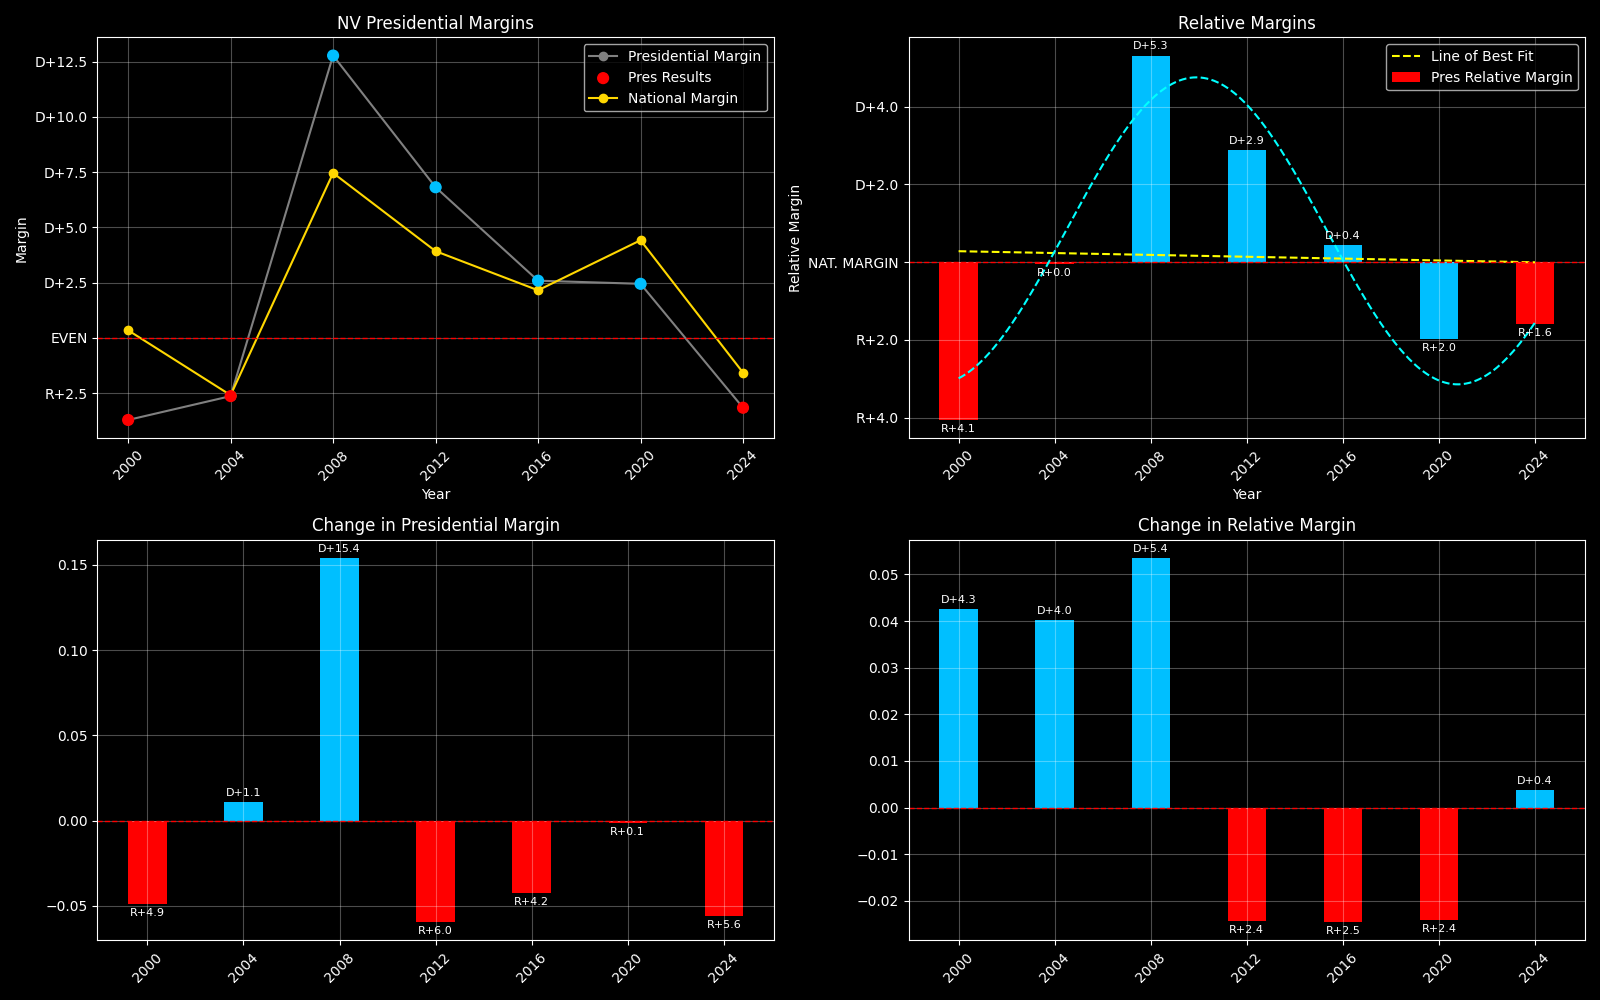 NV Presidential Margins
Margin
D+12.5
D+10.0
D+7.5
D+5.0
D+2.5
EVEN
R+2.5
Presidential Margin
Pres Results
National Margin
2000
2004
2008
2012
2016
2020
2024
Year
Relative Margins
Relative Margin
D+4.0
D+2.0
NAT. MARGIN
R+2.0
R+4.0
Line of Best Fit
Pres Relative Margin
R+4.1
R+0.0
D+5.3
D+2.9
D+0.4
R+2.0
R+1.6
2000
2004
2008
2012
2016
2020
2024
Year
Change in Presidential Margin
0.15
0.10
0.05
0.00
−0.05
R+4.9
D+1.1
D+15.4
R+6.0
R+4.2
R+0.1
R+5.6
2000
2004
2008
2012
2016
2020
2024
Change in Relative Margin
0.05
0.04
0.03
0.02
0.01
0.00
−0.01
−0.02
D+4.3
D+4.0
D+5.4
R+2.4
R+2.5
R+2.4
D+0.4
2000
2004
2008
2012
2016
2020
2024